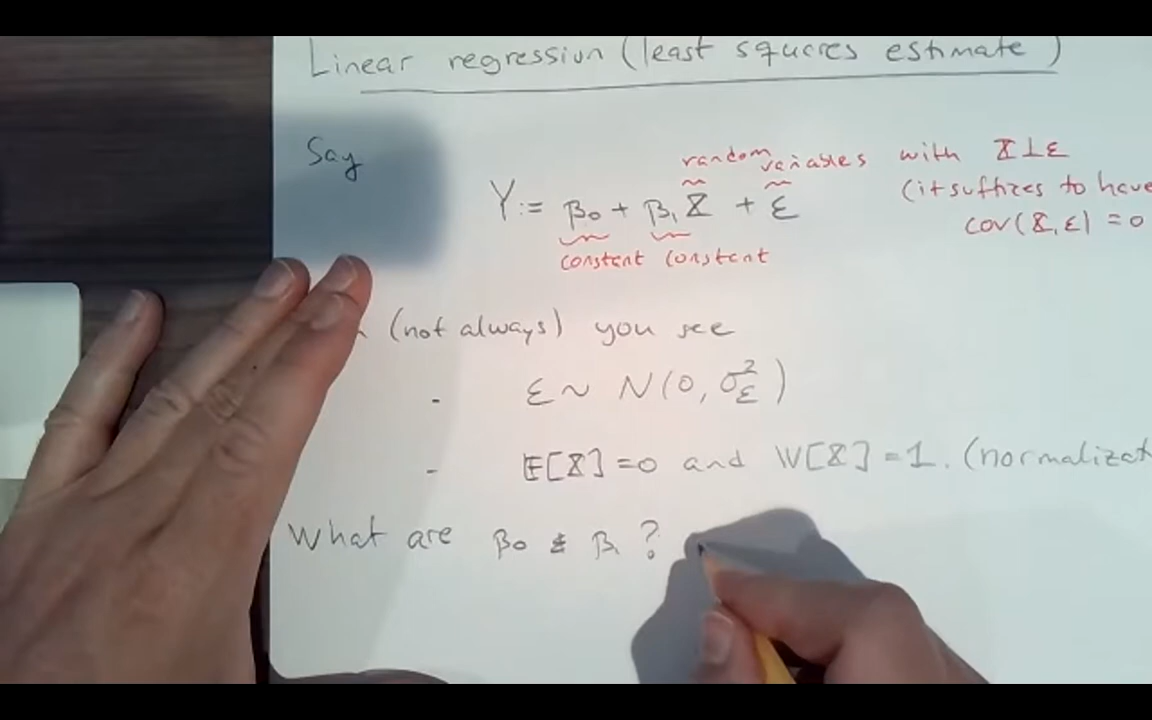 Linear regression (least squares estimate)
Say
random variables with X⊥ε
Y := β₀ + β₁X + ε (it suffizes to have
constant constant cov(X,ε) = 0
(not always) you see
- ε ~ N(0, σ²_ε)
- E[X] = 0 and V[X] = 1. (normalizat
What are β₀ & β₁ ?